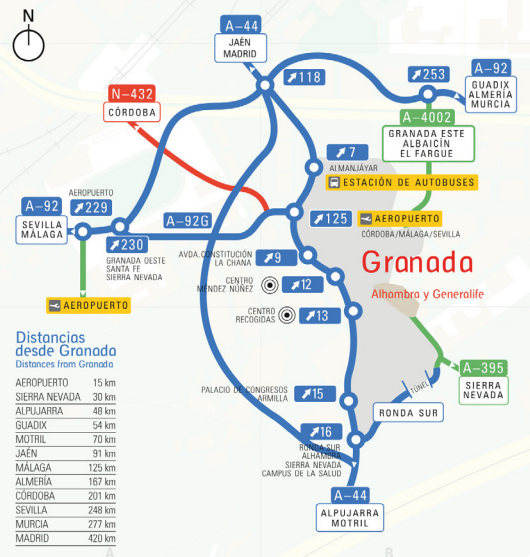 N
A-44
JAÉN
MADRID
118
253
A-92
GUADIX
ALMERÍA
MURCIA
N-432
CÓRDOBA
A-4002
GRANADA ESTE
ALBAICÍN
EL FARGUE
7
ALMANJÁYAR
ESTACIÓN DE AUTOBUSES
AEROPUERTO
229
A-92
SEVILLA
MÁLAGA
A-92G
125
AEROPUERTO
CÓRDOBA/MÁLAGA/SEVILLA
230
GRANADA OESTE
SANTA FE
SIERRA NEVADA
AVDA.CONSTITUCIÓN
LA CHANA
9
Granada
CENTRO
MÉNDEZ NÚÑEZ
12
Alhambra y Generalife
AEROPUERTO
CENTRO
RECOGIDAS
13
Distancias
desde Granada
Distances from Granada
AEROPUERTO 15 km
SIERRA NEVADA 30 km
ALPUJARRA 48 km
GUADIX 54 km
MOTRIL 70 km
JAÉN 91 km
MÁLAGA 125 km
ALMERÍA 167 km
CÓRDOBA 201 km
SEVILLA 248 km
MURCIA 277 km
MADRID 420 km
A-395
SIERRA
NEVADA
TÚNEL
PALACIO DE CONGRESOS
ARMILLA
15
RONDA SUR
16
RONDA SUR
ALHAMBRA
SIERRA NEVADA
CAMPUS DE LA SALUD
A-44
ALPUJARRA
MOTRIL
A
B